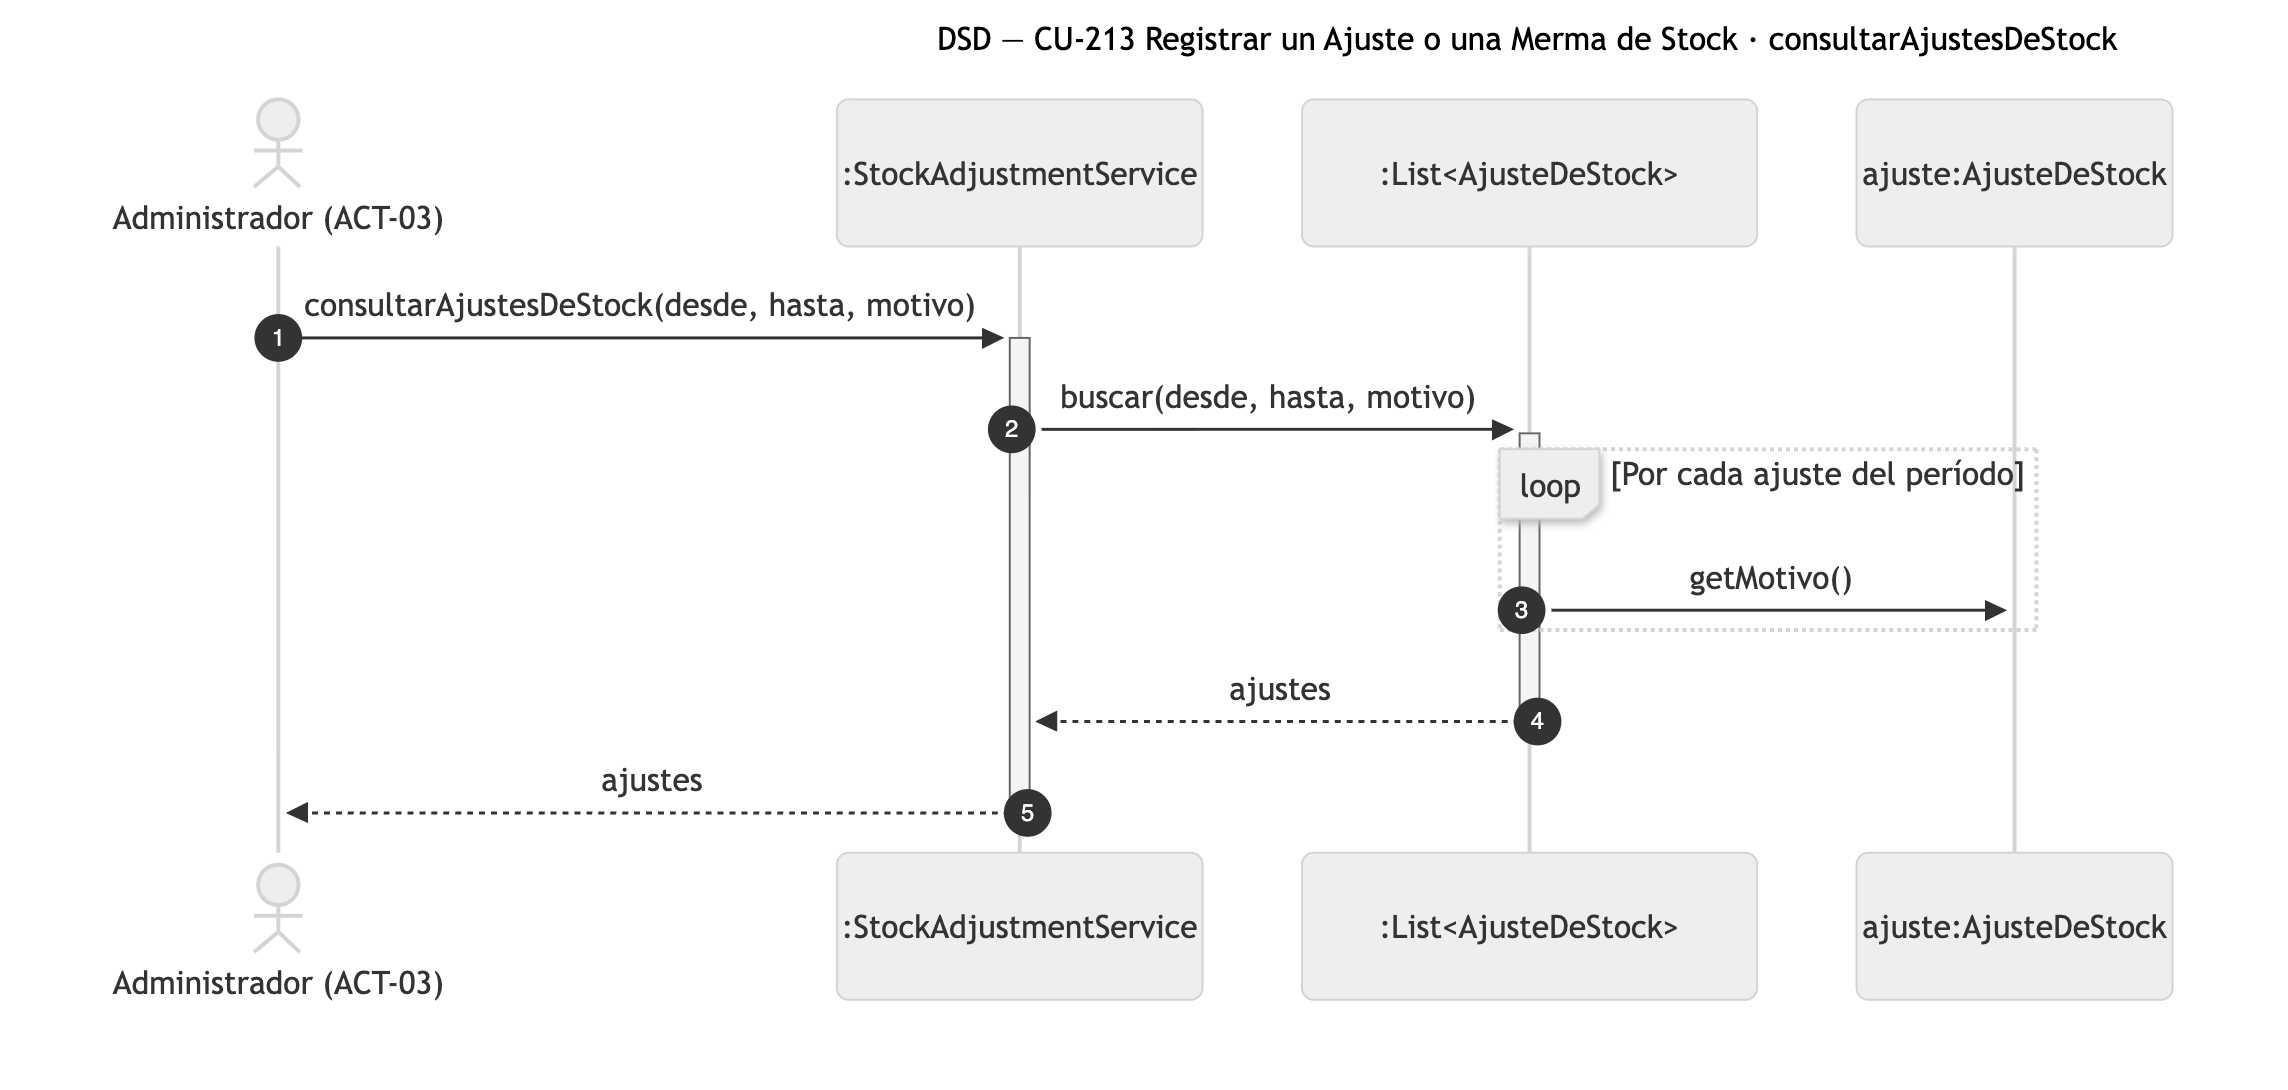 DSD — CU-213 Registrar un Ajuste o una Merma de Stock · consultarAjustesDeStock
Administrador (ACT-03)
:StockAdjustmentService
:List<AjusteDeStock>
ajuste:AjusteDeStock
consultarAjustesDeStock(desde, hasta, motivo)
1
buscar(desde, hasta, motivo)
2
loop
[Por cada ajuste del período]
getMotivo()
3
ajustes
4
ajustes
5
Administrador (ACT-03)
:StockAdjustmentService
:List<AjusteDeStock>
ajuste:AjusteDeStock